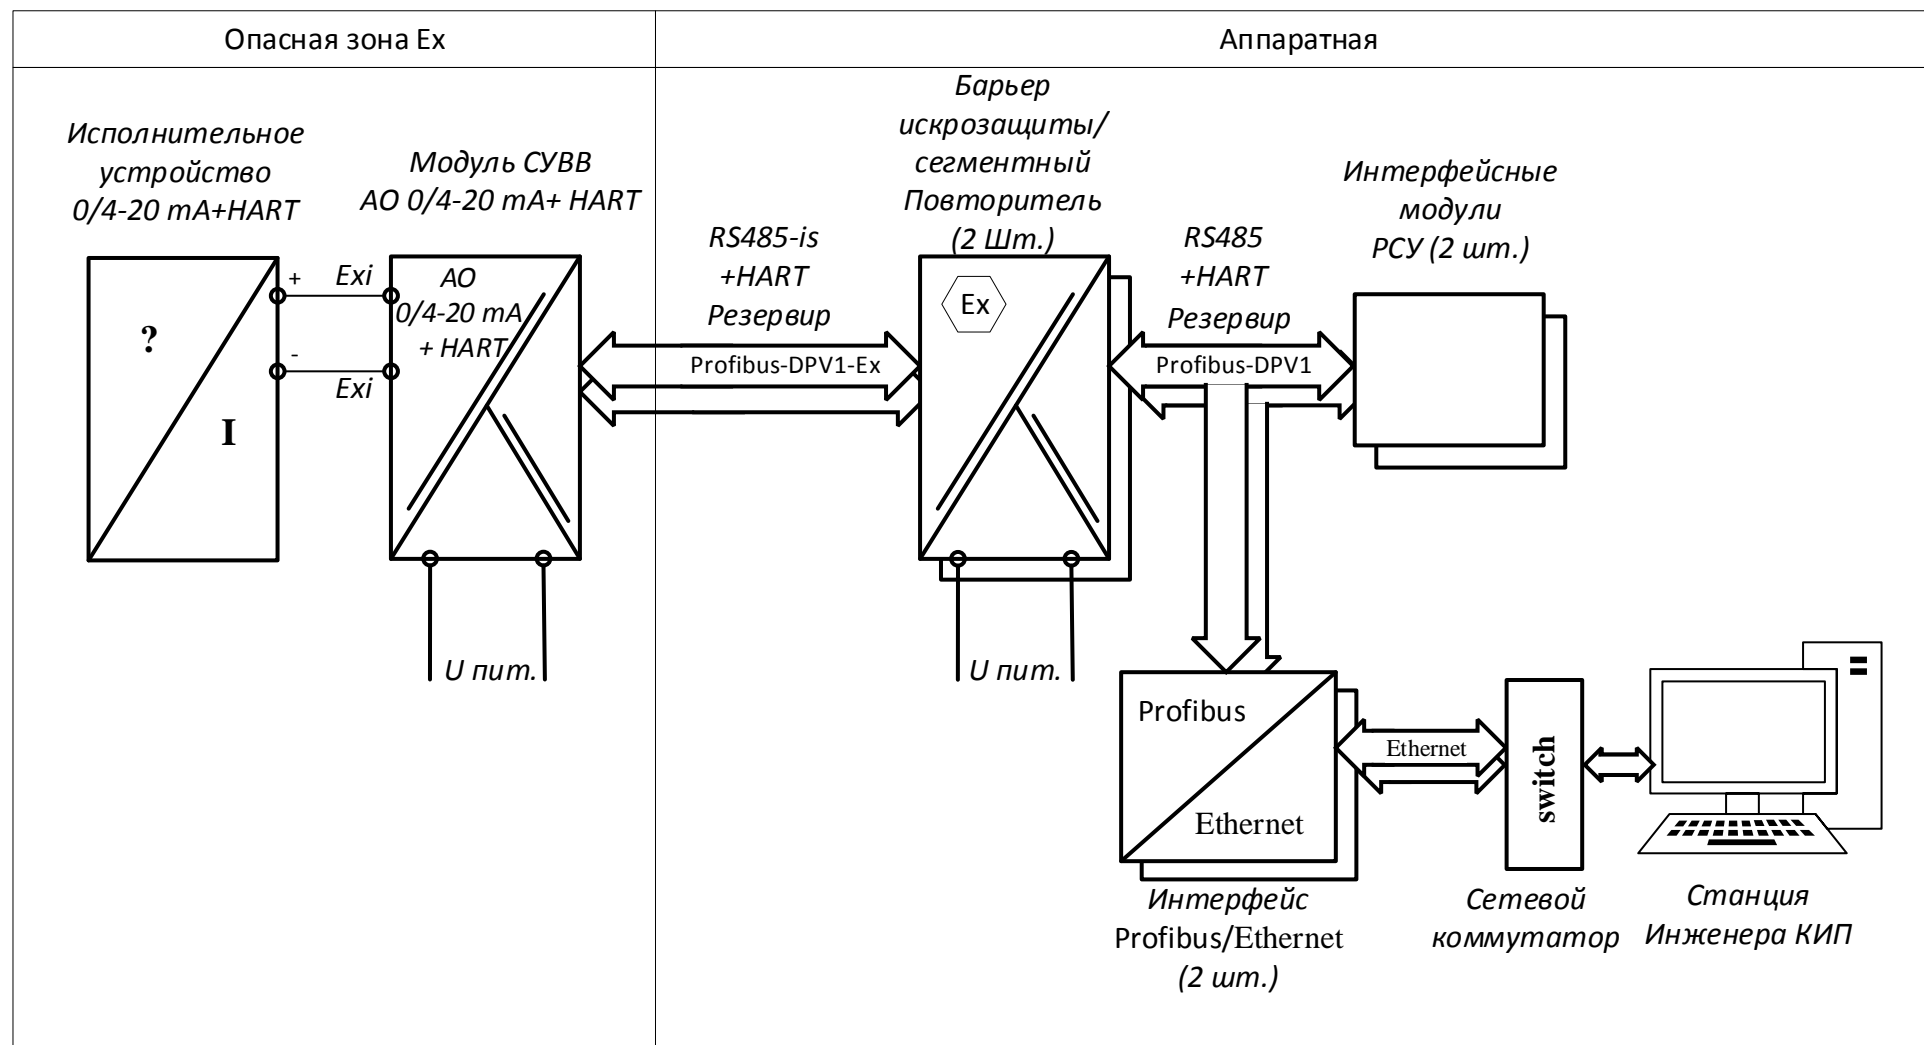 Опасная зона Ex
Аппаратная
Исполнительное
устройство
0/4-20 mA+HART
Модуль СУВВ
АО 0/4-20 mA+ HART
RS485-is
+HART
Резервир
Барьер
искрозащиты/
сегментный
Повторитель
(2 Шт.)
RS485
+HART
Резервир
Интерфейсные
модули
РСУ (2 шт.)
?
I
+
Exi
-
Exi
АО
0/4-20 mA
+ HART
Profibus-DPV1-Ex
Ex
Profibus-DPV1
U пит.
U пит.
Profibus
Ethernet
Ethernet
switch
Интерфейс
Profibus/Ethernet
(2 шт.)
Сетевой
коммутатор
Станция
Инженера КИП